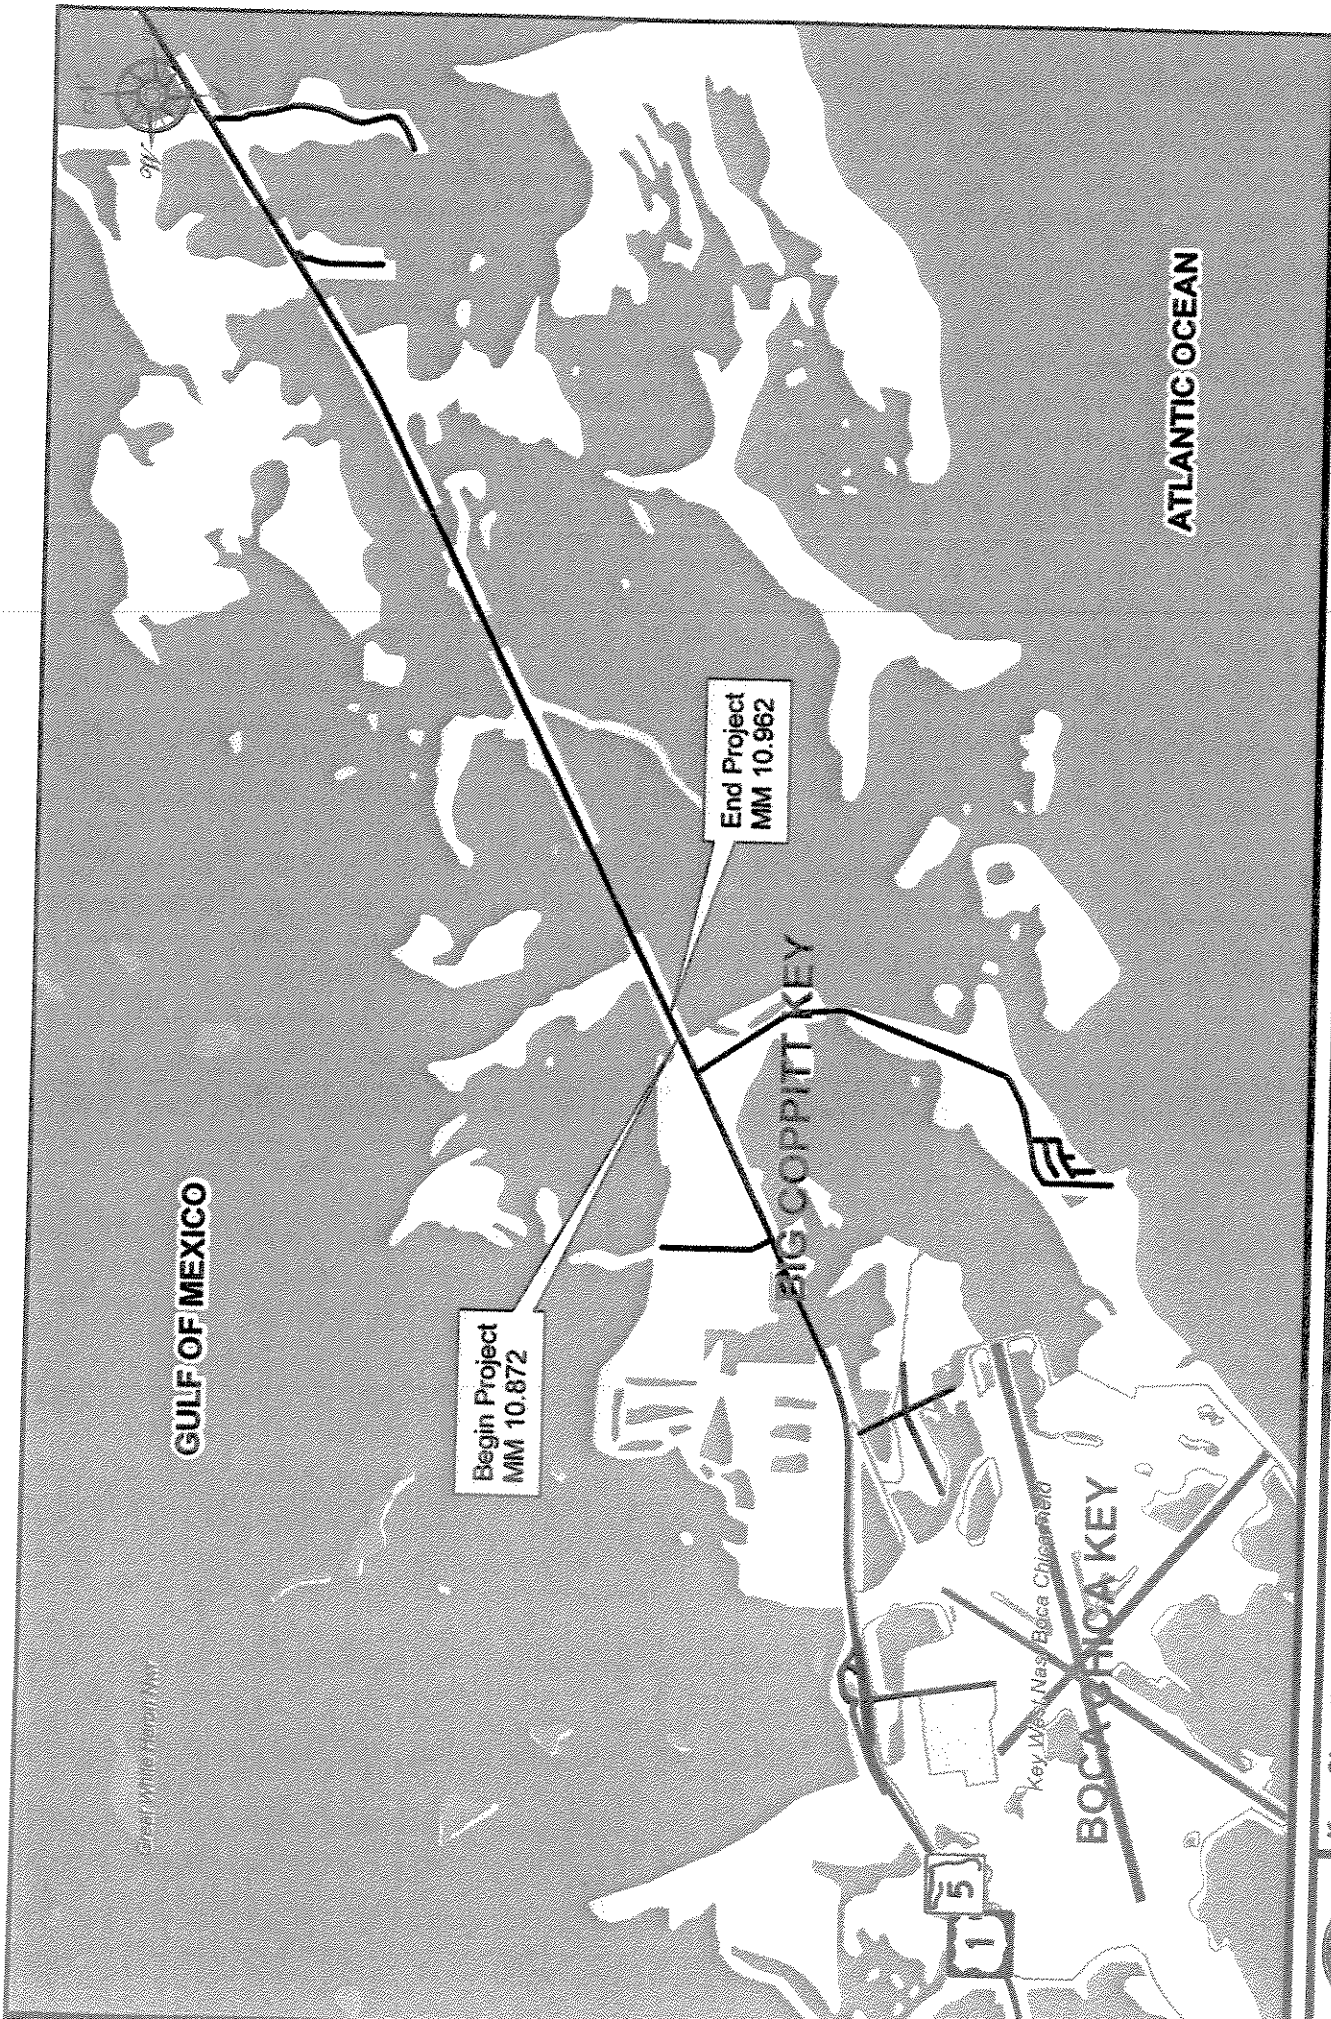 GULF OF MEXICO
Begin Project
MM 10.872
End Project
MM 10.962
BIG COPPITT KEY
ATLANTIC OCEAN
Key West Nas/Boca Chica Field
BOCA CHICA KEY
5
1